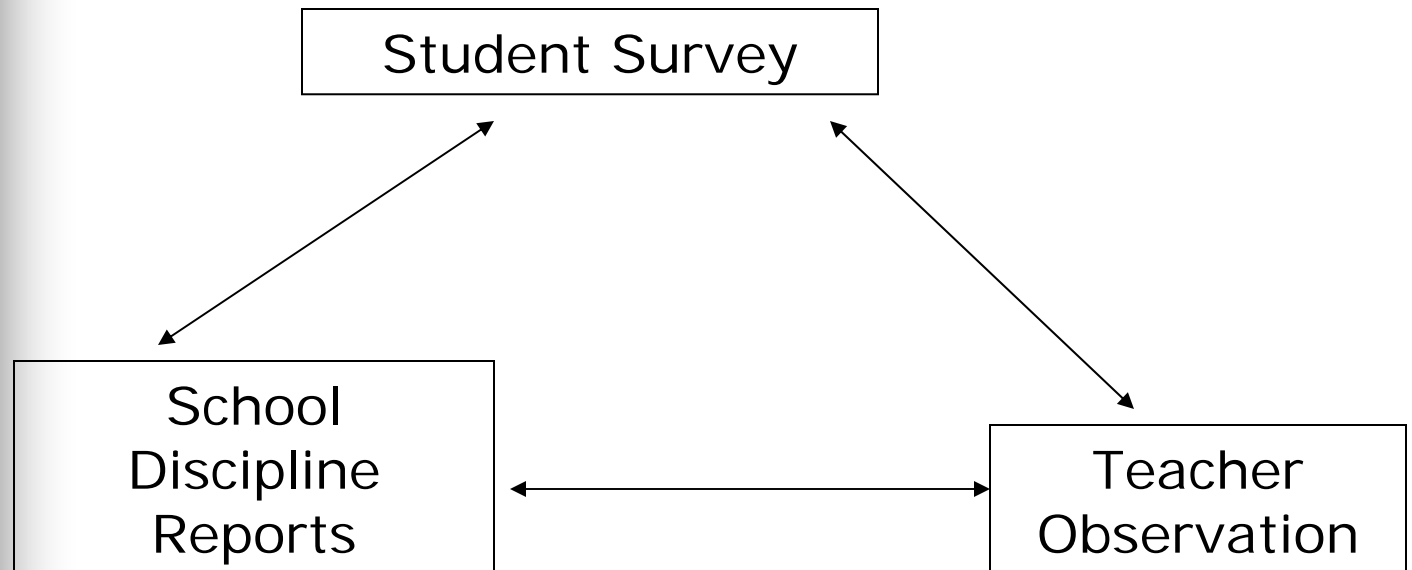 Student Survey
School
Discipline
Reports
Teacher
Observation